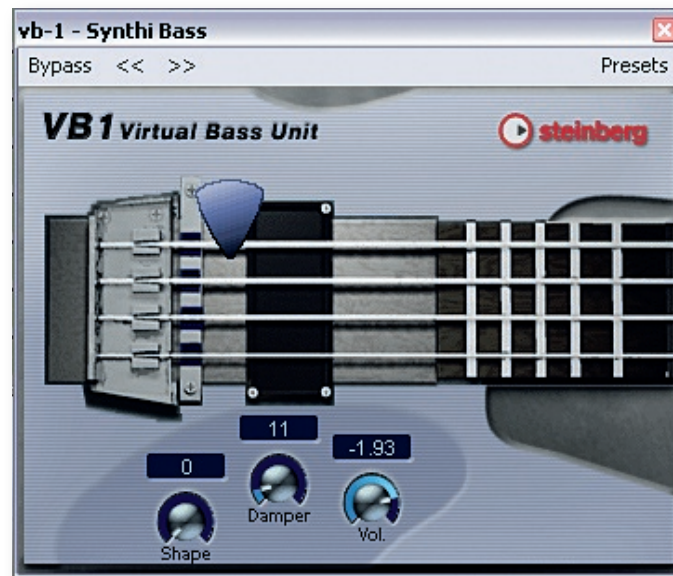 vb-1 - Synthi Bass
Bypass << >> Presets
VB1 Virtual Bass Unit steinberg
11
-1.93
0
Damper
Vol.
Shape